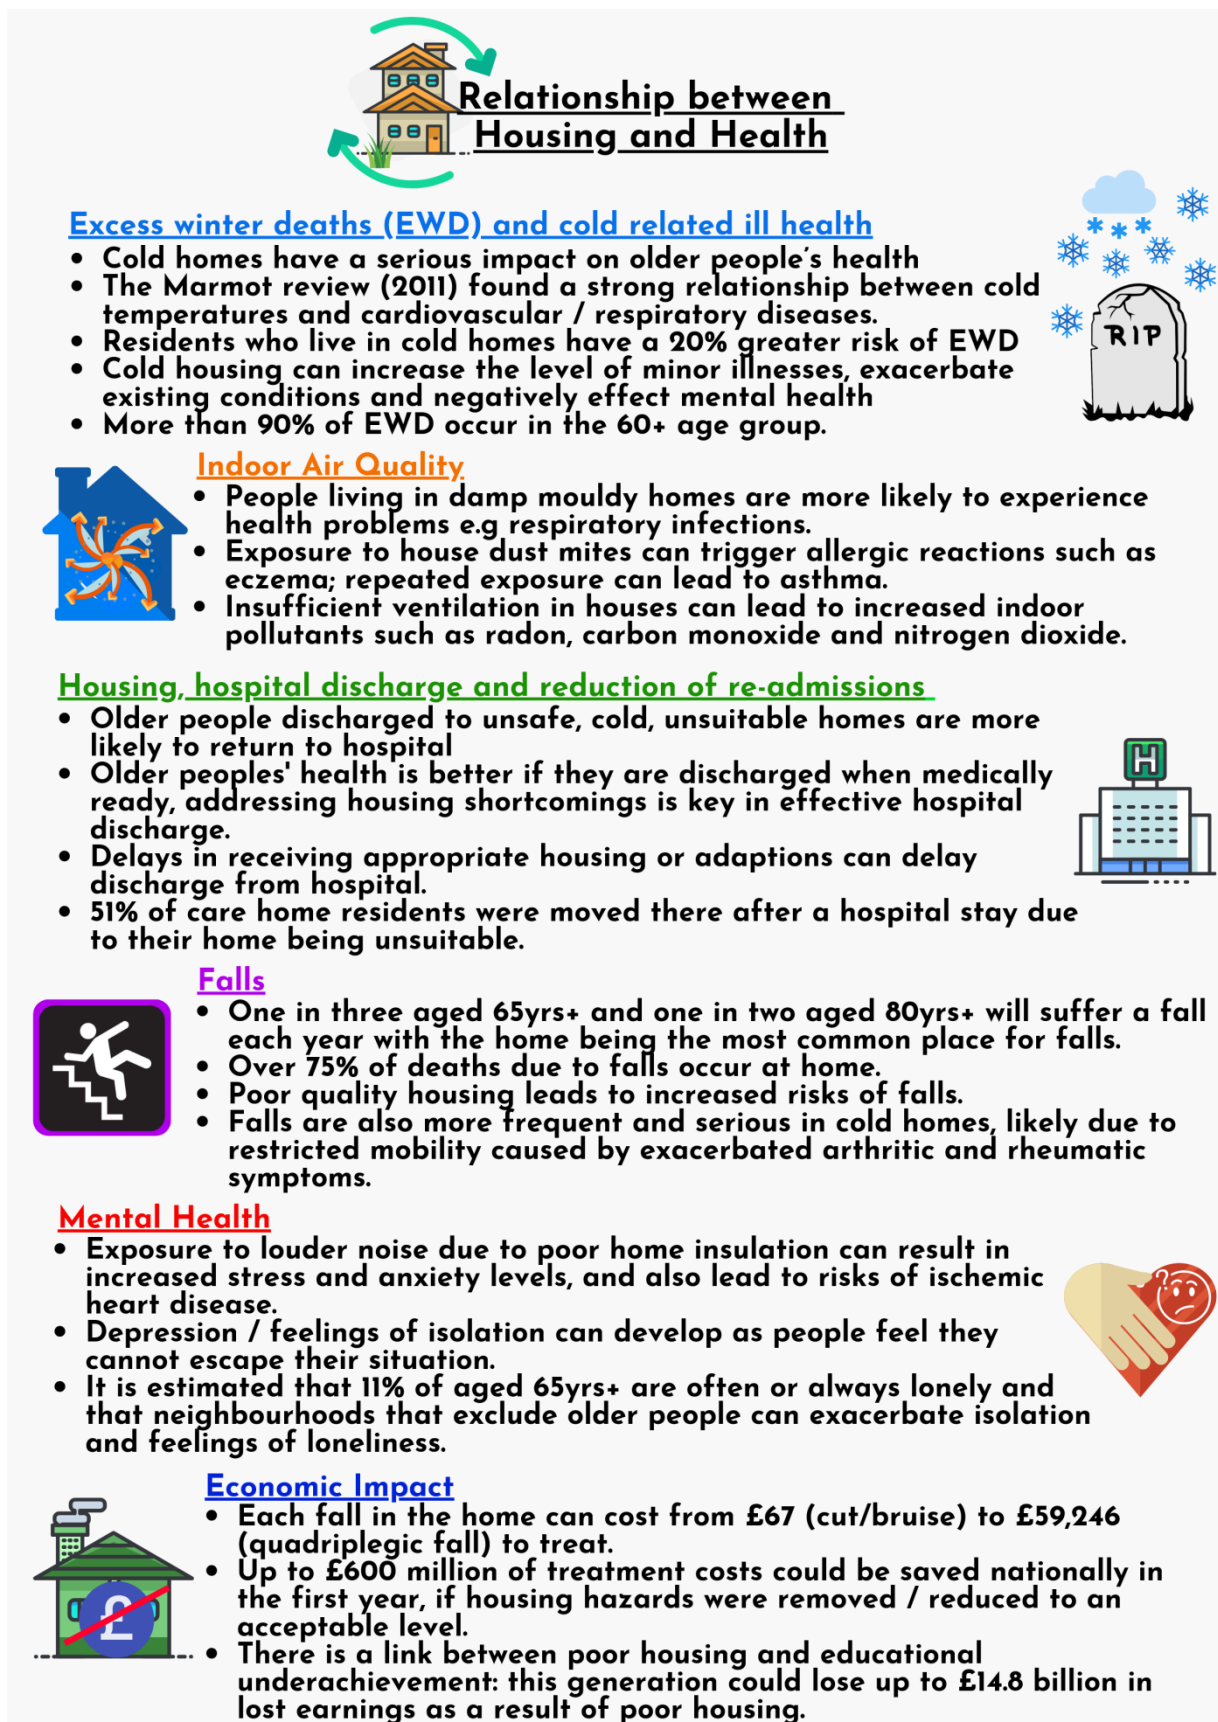 Relationship between
Housing and Health
Excess winter deaths (EWD) and cold related ill health
• Cold homes have a serious impact on older people's health
• The Marmot review (2011) found a strong relationship between cold
temperatures and cardiovascular / respiratory diseases.
• Residents who live in cold homes have a 20% greater risk of EWD
• Cold housing can increase the level of minor illnesses, exacerbate
existing conditions and negatively effect mental health
• More than 90% of EWD occur in the 60+ age group.
RIP
Indoor Air Quality
• People living in damp mouldy homes are more likely to experience
health problems e.g respiratory infections.
• Exposure to house dust mites can trigger allergic reactions such as
eczema; repeated exposure can lead to asthma.
• Insufficient ventilation in houses can lead to increased indoor
pollutants such as radon, carbon monoxide and nitrogen dioxide.
Housing, hospital discharge and reduction of re-admissions
• Older people discharged to unsafe, cold, unsuitable homes are more
likely to return to hospital
• Older peoples' health is better if they are discharged when medically
ready, addressing housing shortcomings is key in effective hospital
discharge.
• Delays in receiving appropriate housing or adaptions can delay
discharge from hospital.
• 51% of care home residents were moved there after a hospital stay due
to their home being unsuitable.
H
Falls
• One in three aged 65yrs+ and one in two aged 80yrs+ will suffer a fall
each year with the home being the most common place for falls.
• Over 75% of deaths due to falls occur at home.
• Poor quality housing leads to increased risks of falls.
• Falls are also more frequent and serious in cold homes, likely due to
restricted mobility caused by exacerbated arthritic and rheumatic
symptoms.
Mental Health
• Exposure to louder noise due to poor home insulation can result in
increased stress and anxiety levels, and also lead to risks of ischemic
heart disease.
• Depression / feelings of isolation can develop as people feel they
cannot escape their situation.
• It is estimated that 11% of aged 65yrs+ are often or always lonely and
that neighbourhoods that exclude older people can exacerbate isolation
and feelings of loneliness.
?
Economic Impact
• Each fall in the home can cost from £67 (cut/bruise) to £59,246
(quadriplegic fall) to treat.
• Up to £600 million of treatment costs could be saved nationally in
the first year, if housing hazards were removed / reduced to an
acceptable level.
• There is a link between poor housing and educational
underachievement: this generation could lose up to £14.8 billion in
lost earnings as a result of poor housing.
£